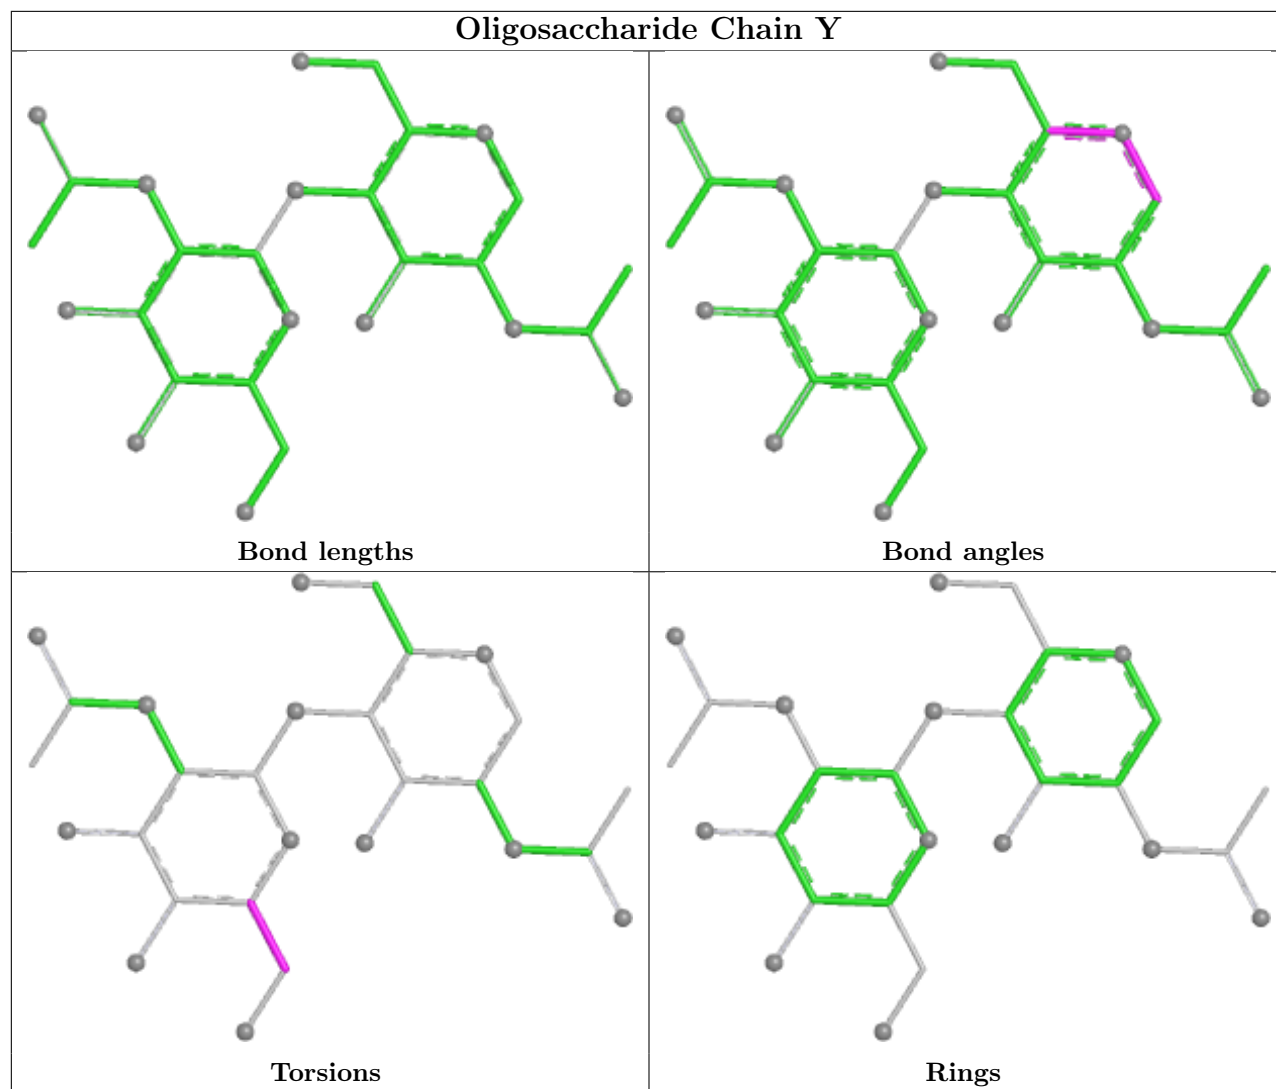 Oligosaccharide Chain Y
Bond lengths
Bond angles
Torsions
Rings